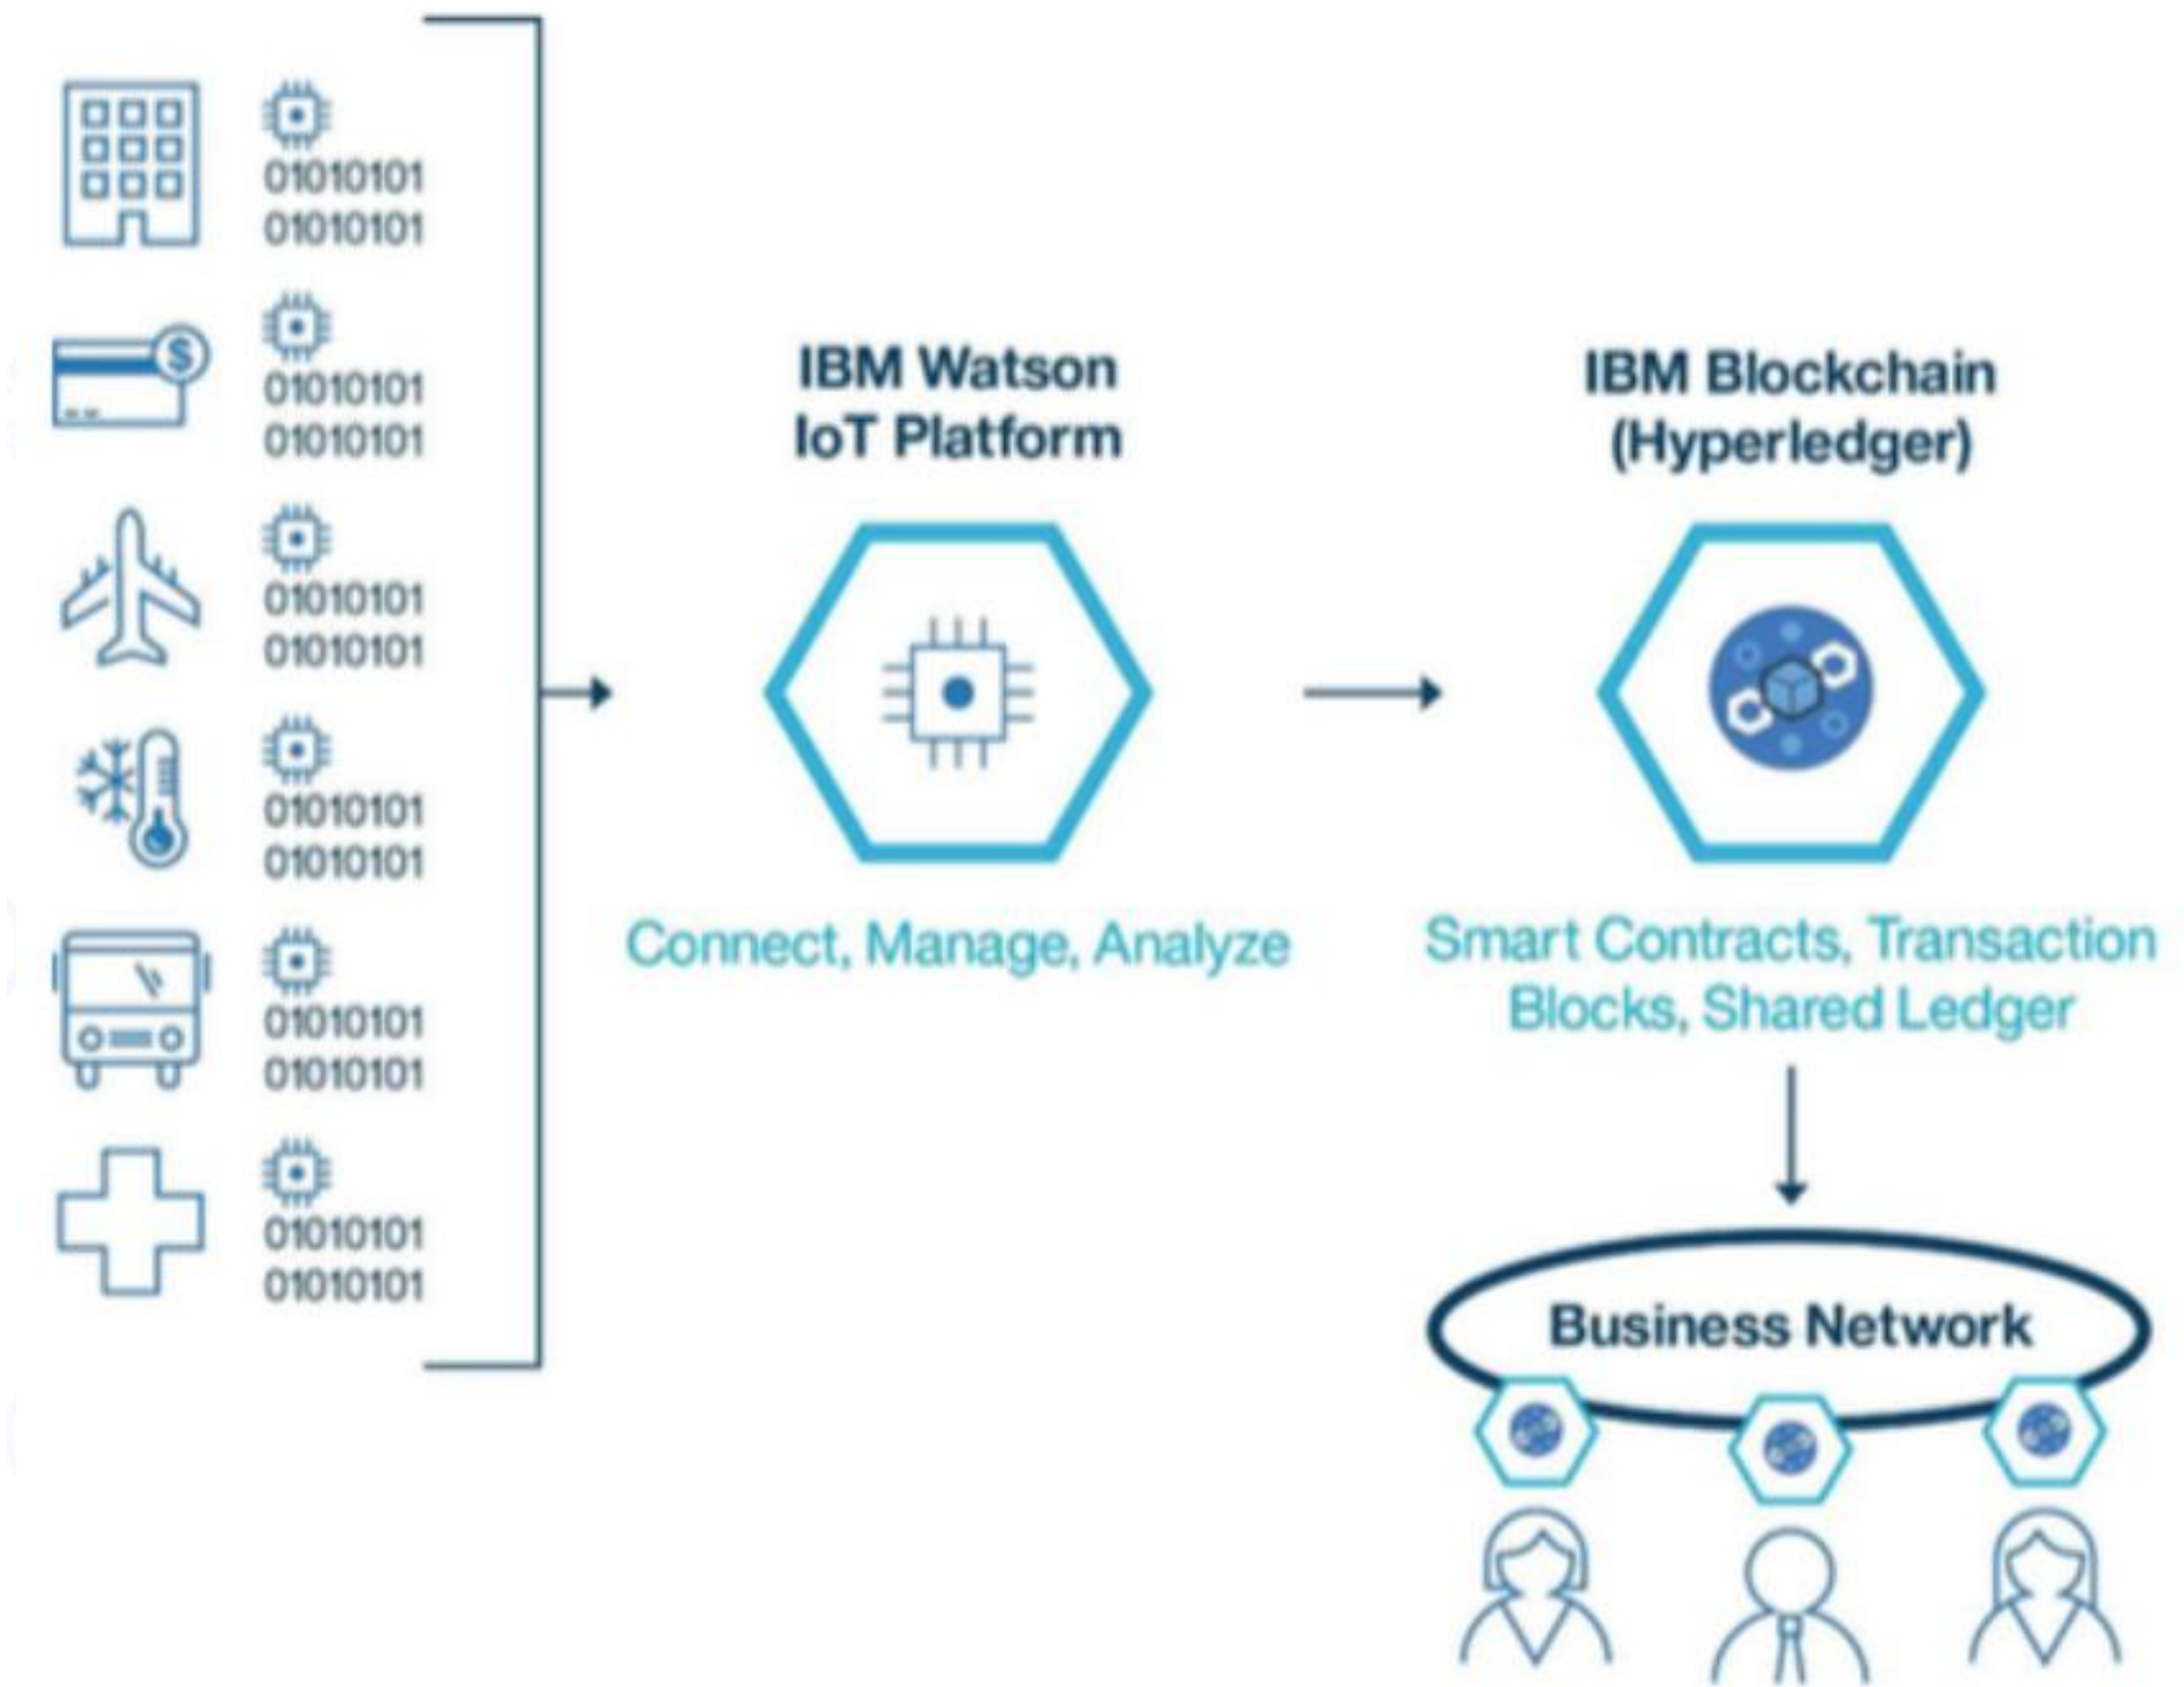 01010101
01010101
$
01010101
01010101
01010101
01010101
01010101
01010101
01010101
01010101
01010101
01010101
IBM Watson
IoT Platform
Connect, Manage, Analyze
IBM Blockchain
(Hyperledger)
Smart Contracts, Transaction
Blocks, Shared Ledger
Business Network